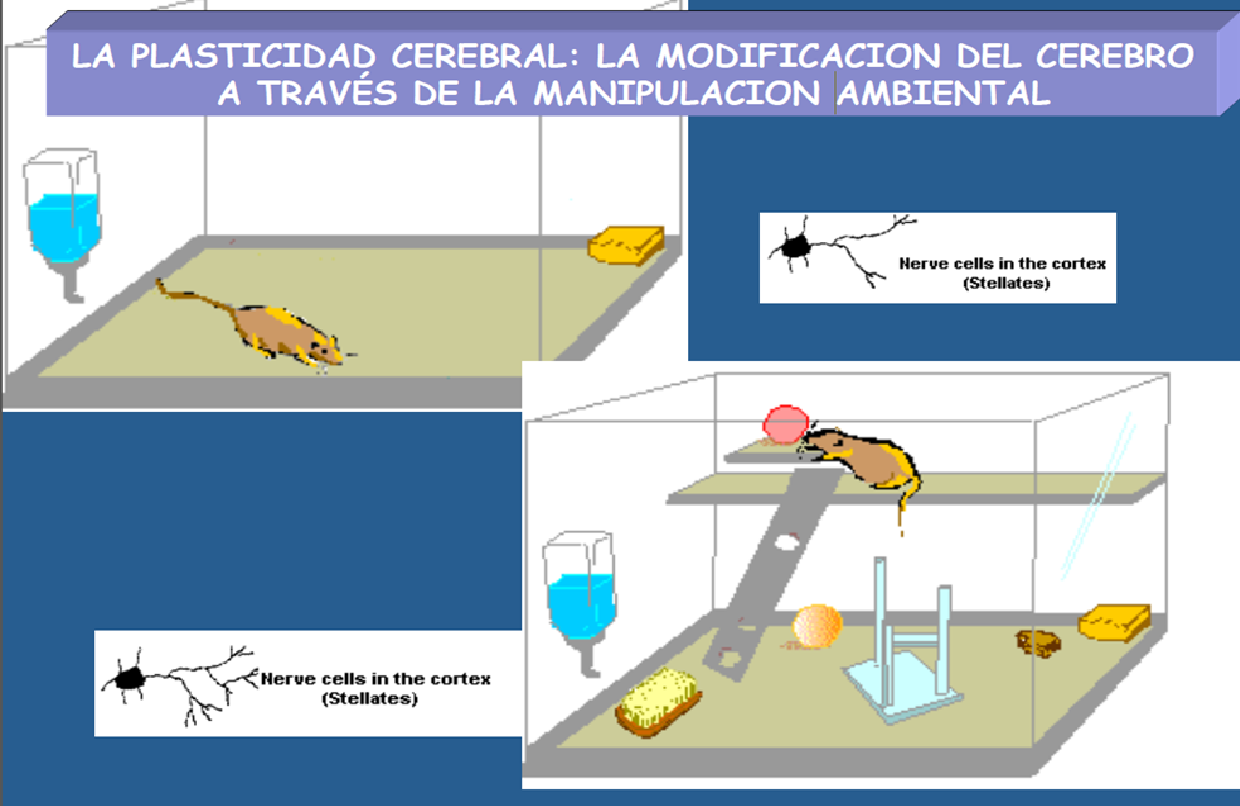 LA PLASTICIDAD CEREBRAL: LA MODIFICACION DEL CEREBRO
A TRAVÉS DE LA MANIPULACION AMBIENTAL
Nerve cells in the cortex
(Stellates)
Nerve cells in the cortex
(Stellates)